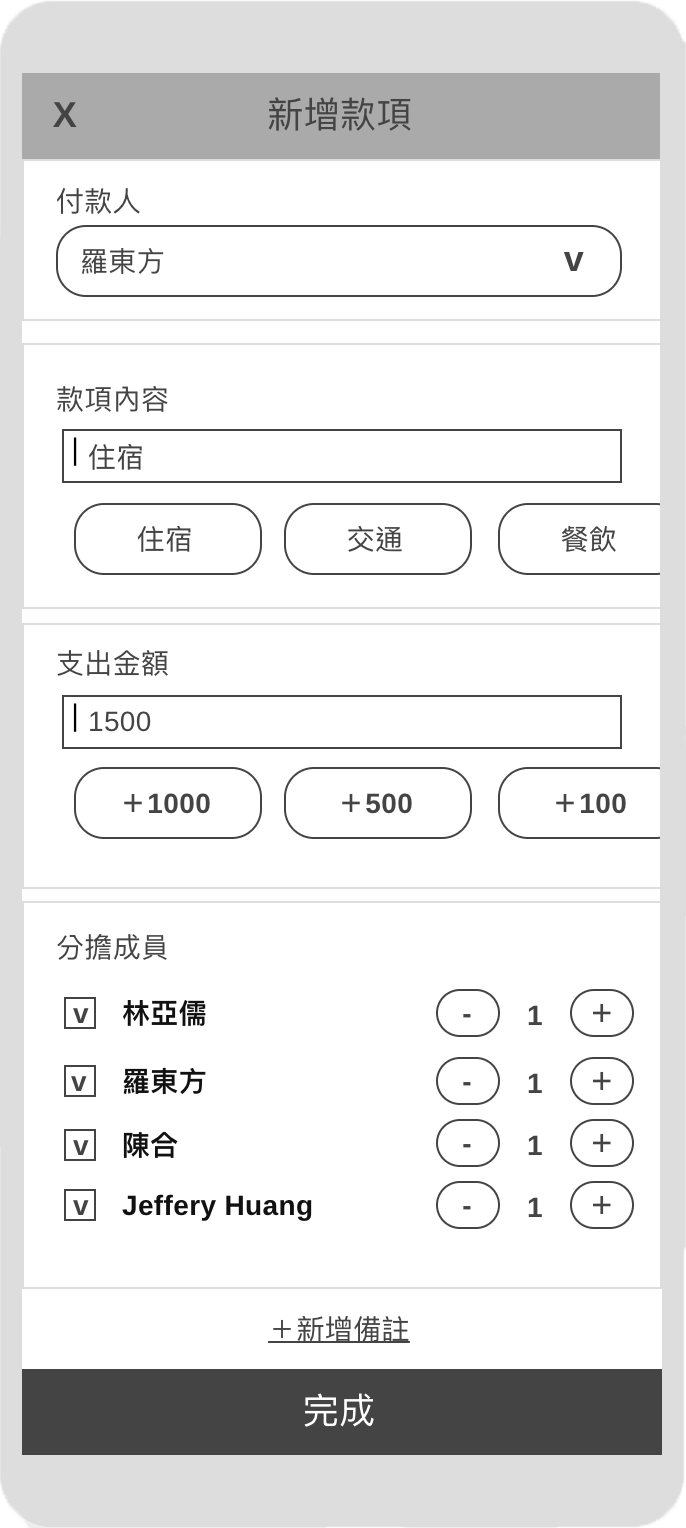 X 新增款項
付款人
羅東方 v
款項內容
住宿
住宿 交通 餐飲
支出金額
1500
＋1000 ＋500 ＋100
分擔成員
v 林亞儒 - 1 ＋
v 羅東方 - 1 ＋
v 陳合 - 1 ＋
v Jeffery Huang - 1 ＋
＋新增備註
完成